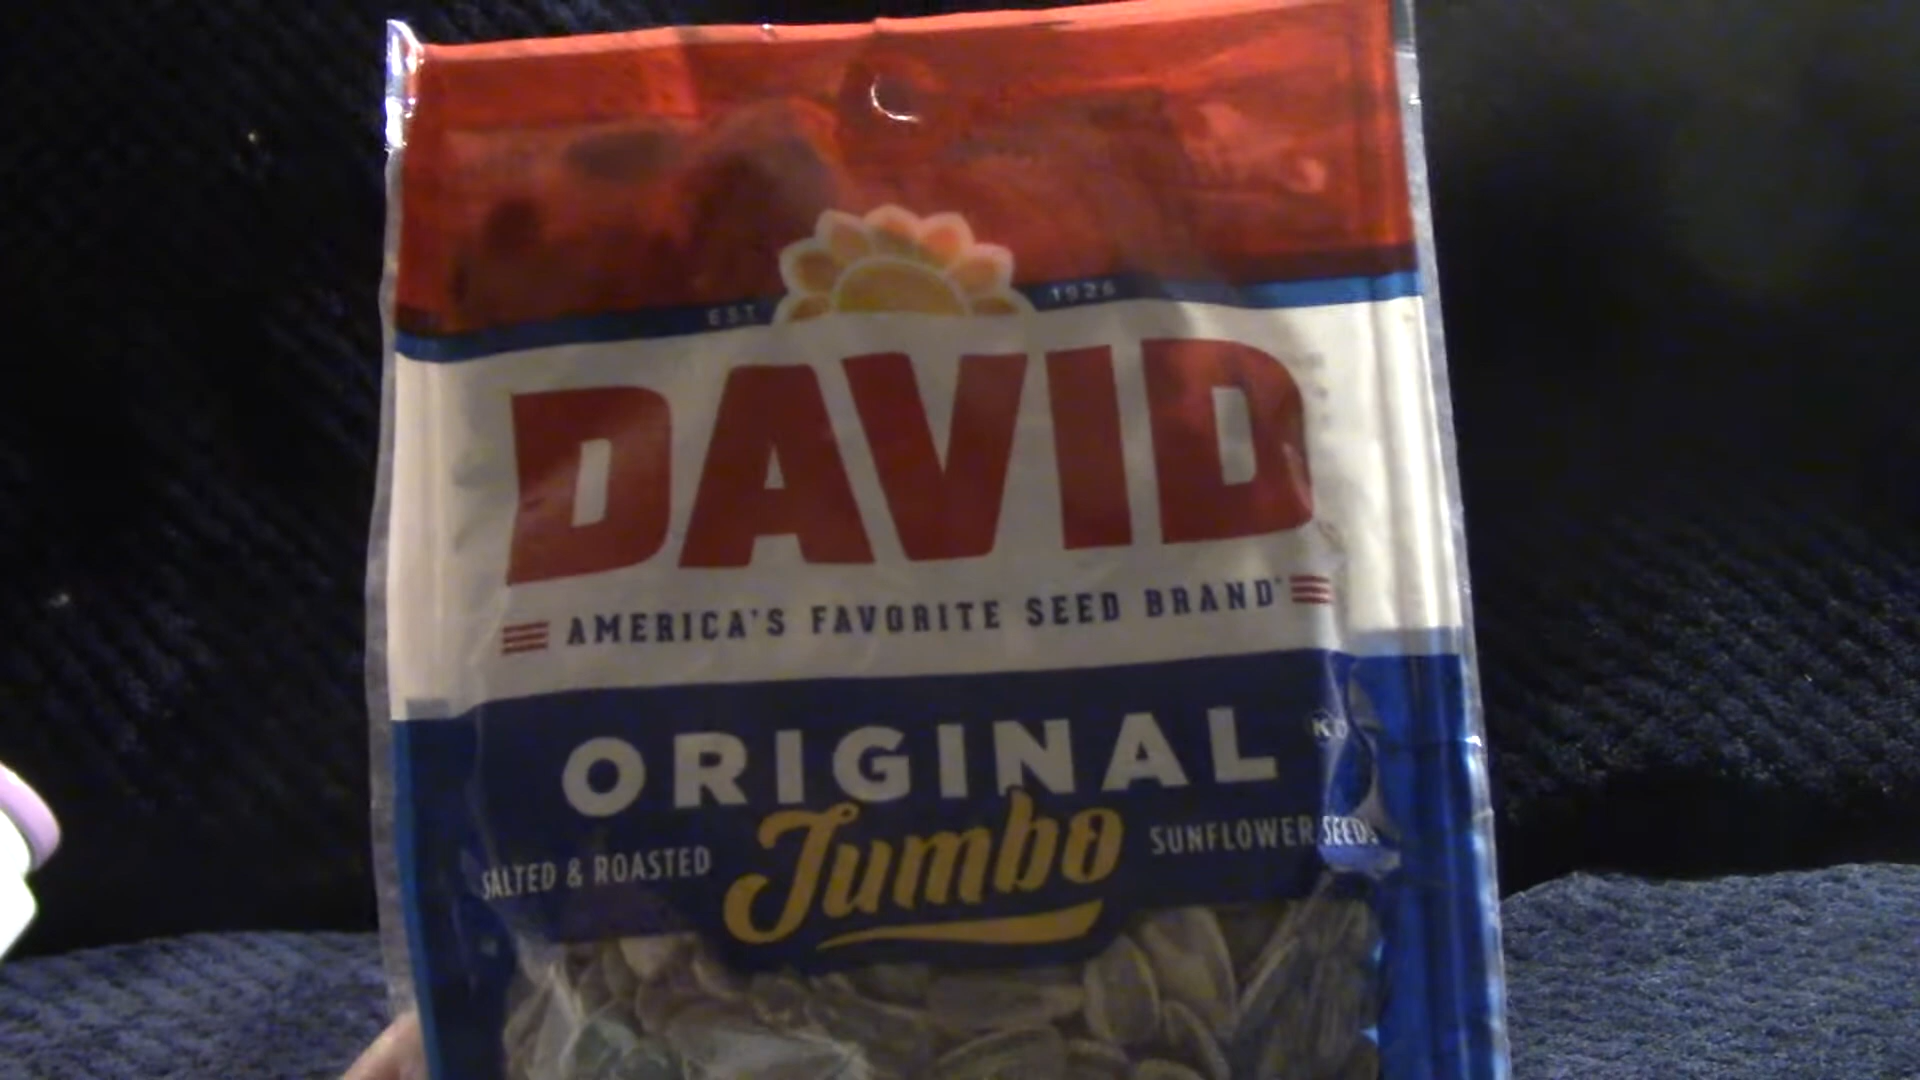 EST 1926
DAVID
AMERICA'S FAVORITE SEED BRAND®
ORIGINAL
SALTED & ROASTED Jumbo SUNFLOWER SEEDS